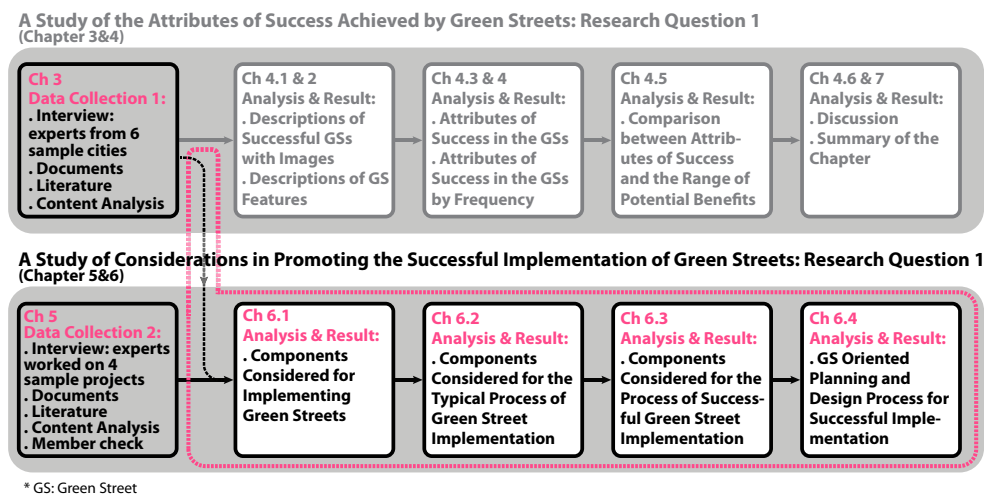 A Study of the Attributes of Success Achieved by Green Streets: Research Question 1
(Chapter 3&4)
Ch 3
Data Collection 1:
. Interview:
experts from 6
sample cities
. Documents
. Literature
. Content Analysis
Ch 4.1 & 2
Analysis & Result:
. Descriptions of
Successful GSs
with Images
. Descriptions of GS
Features
Ch 4.3 & 4
Analysis & Result:
. Attributes of
Success in the GSs
. Attributes of
Success in the GSs
by Frequency
Ch 4.5
Analysis & Result:
. Comparison
between Attrib-
utes of Success
and the Range of
Potential Benefits
Ch 4.6 & 7
Analysis & Result:
. Discussion
. Summary of the
Chapter
A Study of Considerations in Promoting the Successful Implementation of Green Streets: Research Question 1
(Chapter 5&6)
Ch 5
Data Collection 2:
. Interview: experts
worked on 4
sample projects
. Documents
. Literature
. Content Analysis
. Member check
Ch 6.1
Analysis & Result:
. Components
Considered for
Implementing
Green Streets
Ch 6.2
Analysis & Result:
. Components
Considered for the
Typical Process of
Green Street
Implementation
Ch 6.3
Analysis & Result:
. Components
Considered for the
Process of Success-
ful Green Street
Implementation
Ch 6.4
Analysis & Result:
. GS Oriented
Planning and
Design Process for
Successful Imple-
mentation
* GS: Green Street